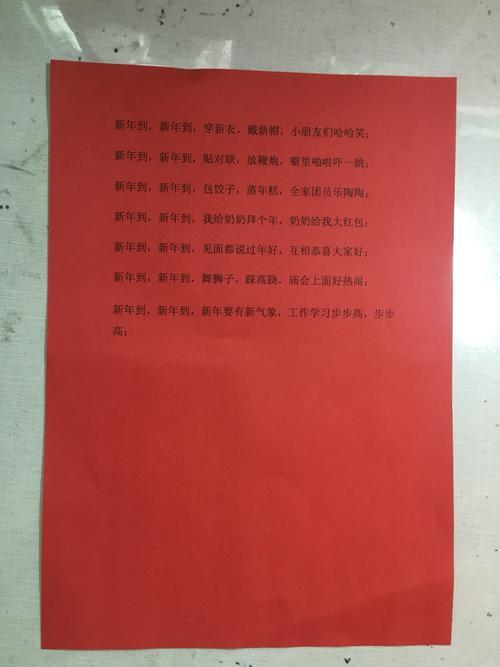 新年到，新年到，穿新衣，戴新帽，小朋友们哈哈笑；
新年到，新年到，贴对联，放鞭炮，噼里啪啦吓一跳；
新年到，新年到，包饺子，蒸年糕，全家团员乐陶陶；
新年到，新年到，我给奶奶拜个年，奶奶给我大红包；
新年到，新年到，见面都说过年好，互相恭喜大家好；
新年到，新年到，舞狮子，踩高跷，庙会上面好热闹；
新年到，新年到，新年要有新气象，工作学习步步高，步步
高；